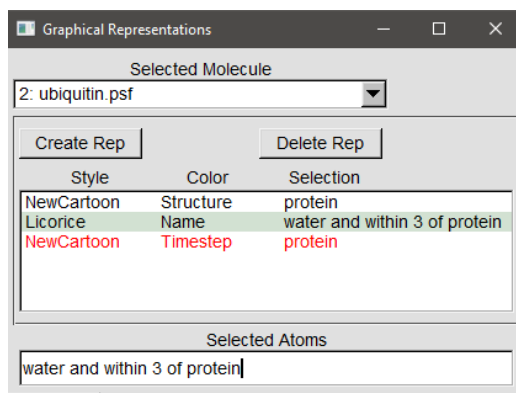 Graphical Representations
Selected Molecule
2: ubiquitin.psf
Create Rep Delete Rep
Style Color Selection
NewCartoon Structure protein
Licorice Name water and within 3 of protein
NewCartoon Timestep protein
Selected Atoms
water and within 3 of protein